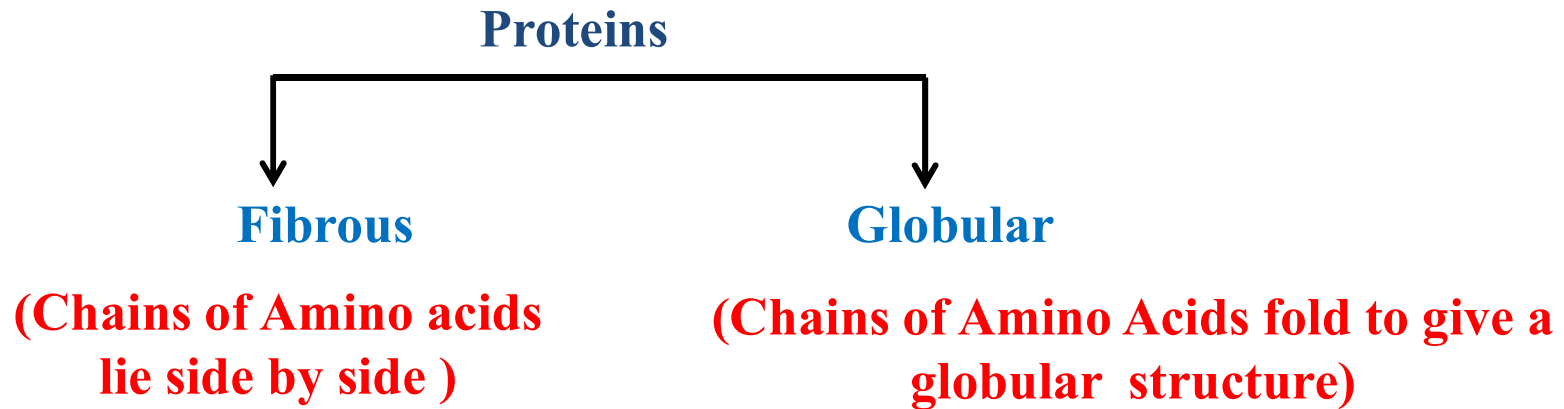 Proteins
Fibrous
Globular
(Chains of Amino acids
lie side by side )
(Chains of Amino Acids fold to give a
globular structure)